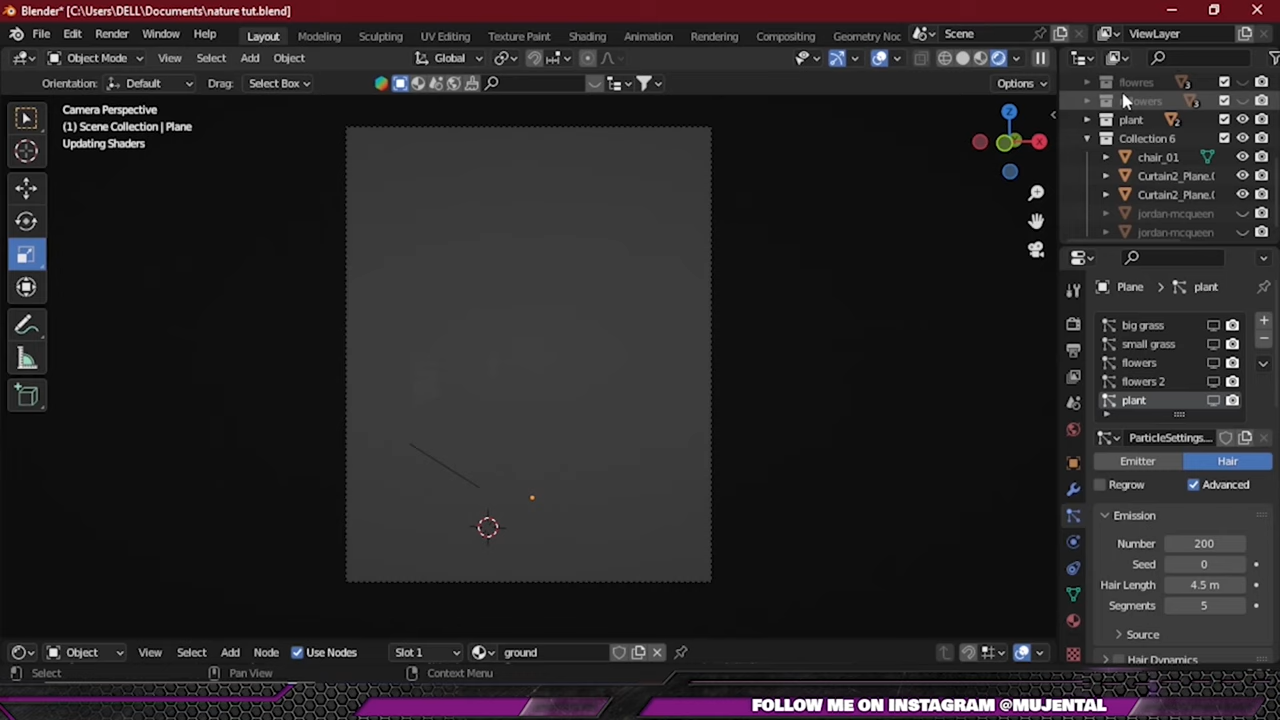 Blender* [C:\Users\DELL\Documents\nature tut.blend]
File Edit Render Window Help Layout Modeling Sculpting UV Editing Texture Paint Shading Animation Rendering Compositing Geometry Noc Scene ViewLayer
Object Mode View Select Add Object Global
Orientation: Default Drag: Select Box Options
Camera Perspective
(1) Scene Collection | Plane
Updating Shaders
Z
X
flowres 3
3
plant 2
Collection 6
chair_01
Curtain2_Plane.(
Curtain2_Plane.(
jordan-mcqueen
jordan-mcqueen
Plane > plant
big grass
small grass
flowers
flowers 2
plant
ParticleSettings...
Emitter Hair
Regrow Advanced
Emission
Number 200
Seed 0
Hair Length 4.5 m
Segments 5
Source
Hair Dynamics
Object View Select Add Node Use Nodes Slot 1 ground
Select Pan View Context Menu
FOLLOW ME ON INSTAGRAM @MUJENTAL